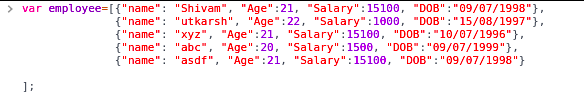 > var employee=[{"name": "Shivam", "Age":21, "Salary":15100, "DOB":"09/07/1998"},
{"name": "utkarsh", "Age":22, "Salary":1000, "DOB":"15/08/1997"},
{"name": "xyz", "Age":21, "Salary":15100, "DOB":"10/07/1996"},
{"name": "abc", "Age":20, "Salary":1500, "DOB":"09/07/1999"},
{"name": "asdf", "Age":21, "Salary":15100, "DOB":"09/07/1998"}
];